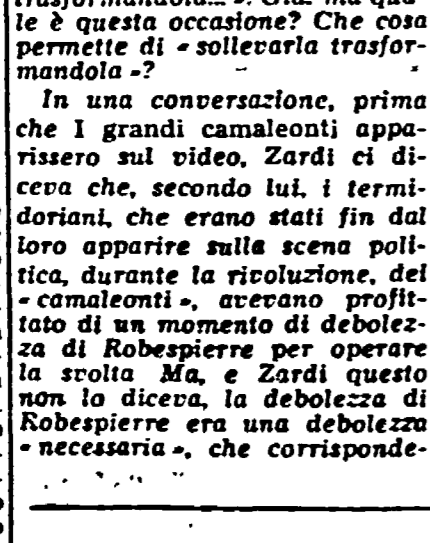 trasformandola... ». Già. ma qua-
le è questa occasione? Che cosa
permette di « sollevarla trasfor-
mandola »?
In una conversazione, prima
che I grandi camaleonti appa-
rissero sul video, Zardi ci di-
ceva che, secondo lui, i termi-
doriani, che erano stati fin dal
loro apparire sulla scena poli-
tica, durante la rivoluzione, dei
« camaleonti », avevano profit-
tato di un momento di debolez-
za di Robespierre per operare
la svolta Ma, e Zardi questo
non lo diceva, la debolezza di
Robespierre era una debolezza
« necessaria », che corrisponde-